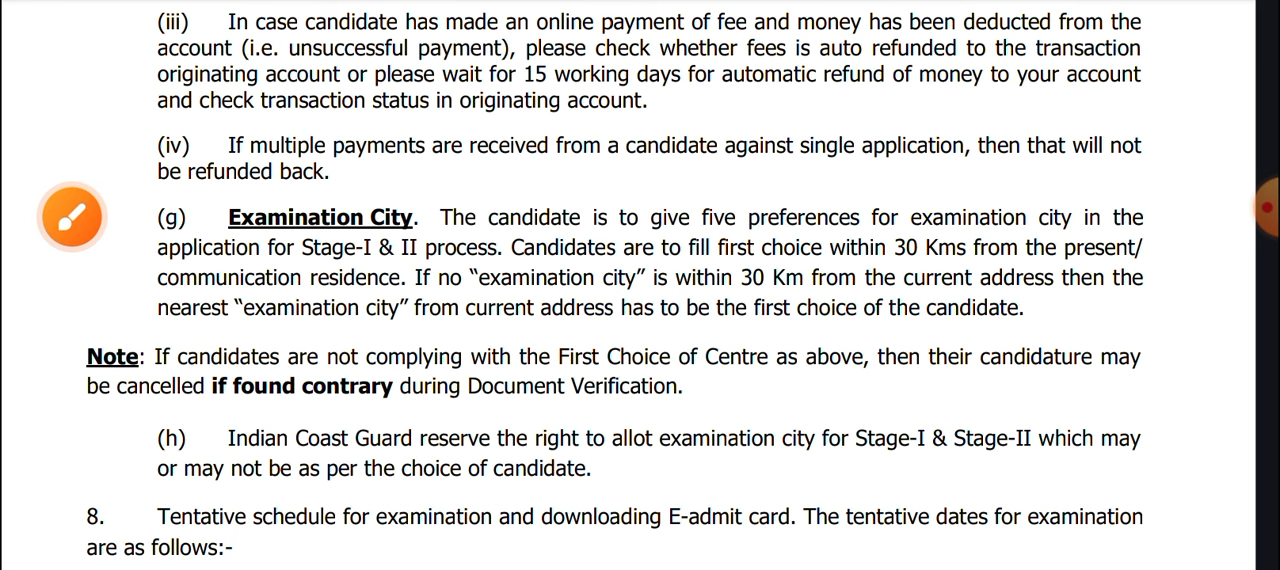 (iii) In case candidate has made an online payment of fee and money has been deducted from the
account (i.e. unsuccessful payment), please check whether fees is auto refunded to the transaction
originating account or please wait for 15 working days for automatic refund of money to your account
and check transaction status in originating account.
(iv) If multiple payments are received from a candidate against single application, then that will not
be refunded back.
(g) Examination City. The candidate is to give five preferences for examination city in the
application for Stage-I & II process. Candidates are to fill first choice within 30 Kms from the present/
communication residence. If no “examination city” is within 30 Km from the current address then the
nearest “examination city” from current address has to be the first choice of the candidate.
Note: If candidates are not complying with the First Choice of Centre as above, then their candidature may
be cancelled if found contrary during Document Verification.
(h) Indian Coast Guard reserve the right to allot examination city for Stage-I & Stage-II which may
or may not be as per the choice of candidate.
8. Tentative schedule for examination and downloading E-admit card. The tentative dates for examination
are as follows:-